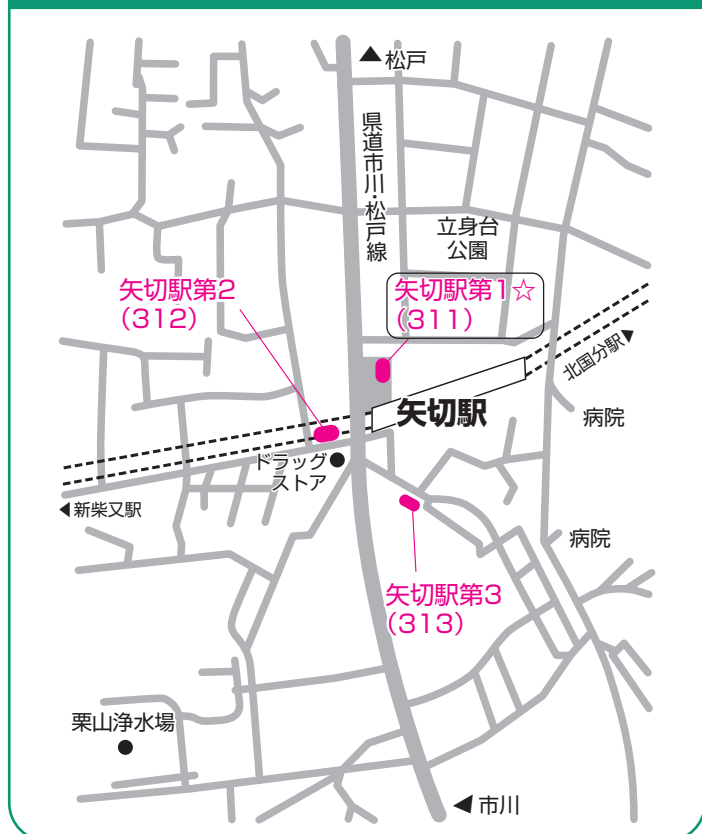 ▲松戸
県道市川・松戸線
立身台
公園
矢切駅第2
（312）
矢切駅第1☆
（311）
北国分駅▶
矢切駅
病院
ドラッグ
ストア
◀新柴又駅
病院
矢切駅第3
（313）
栗山浄水場
◀市川